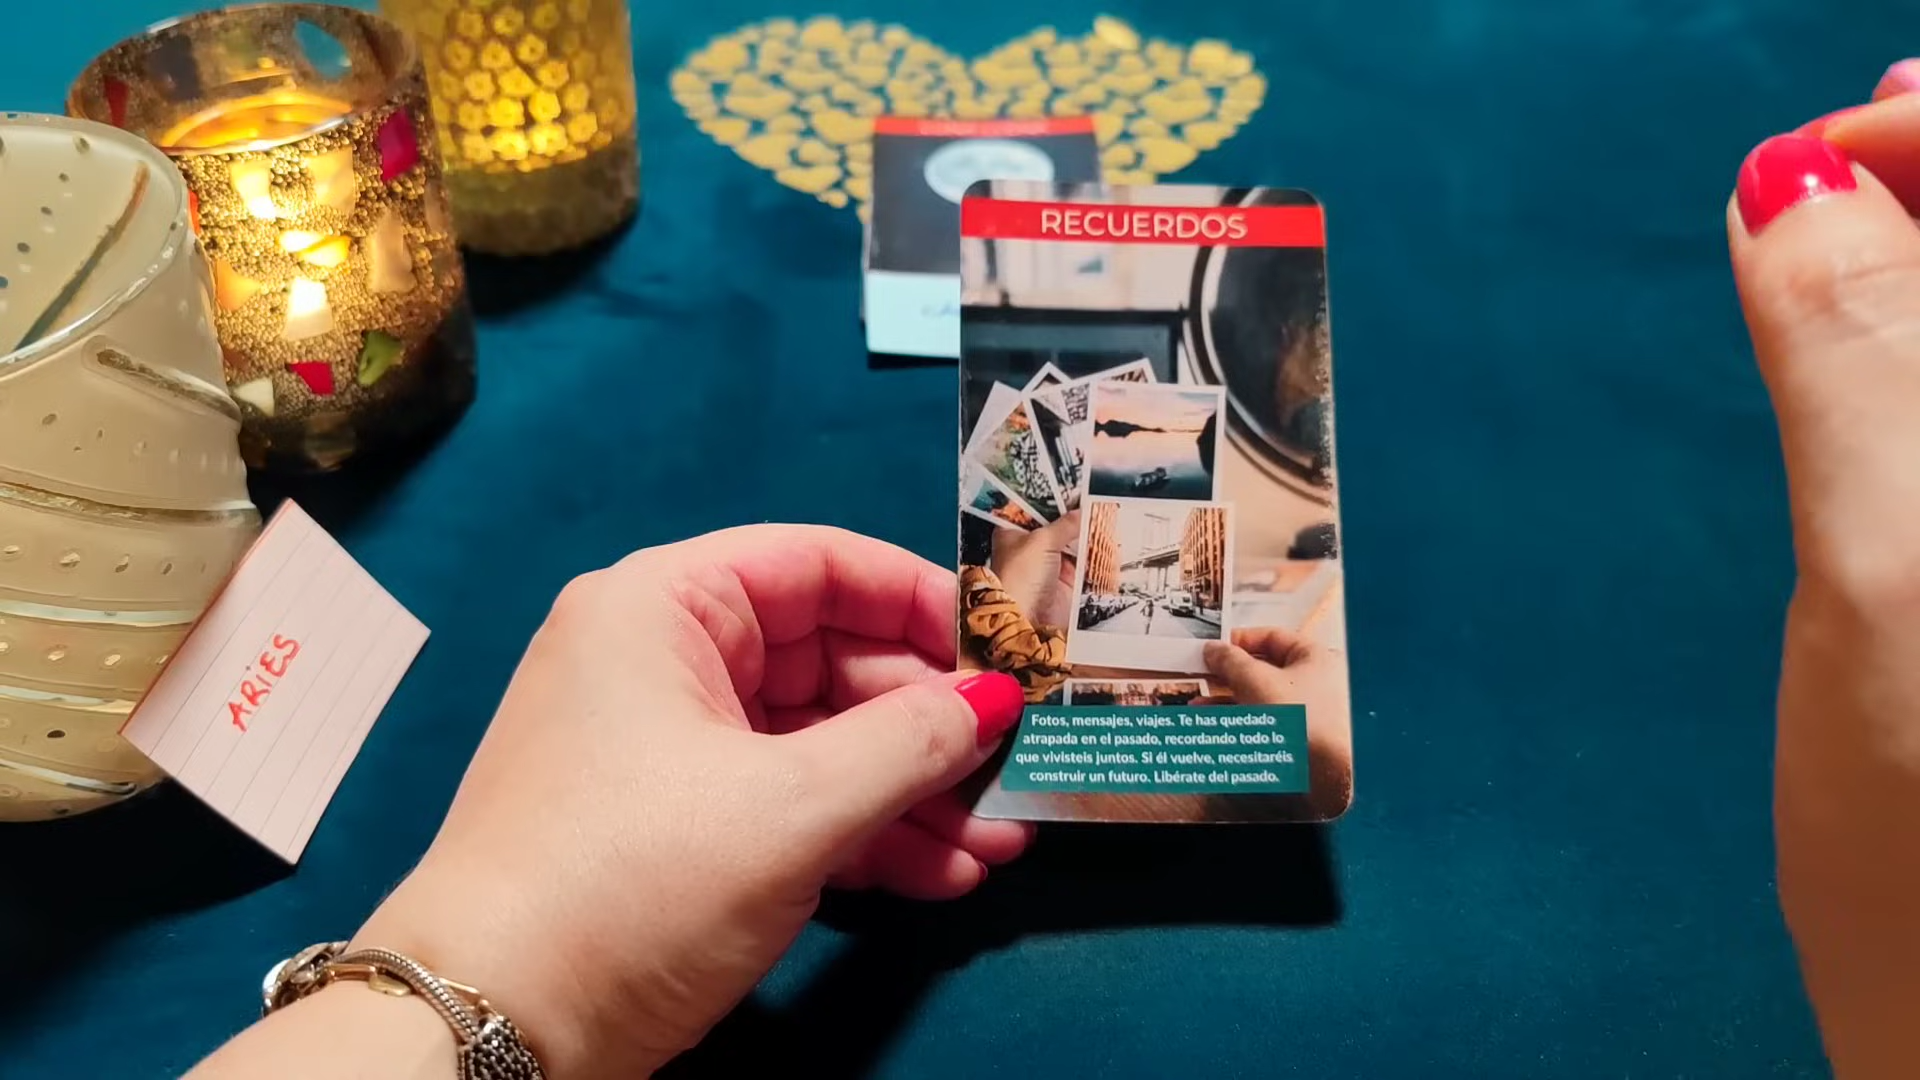 RECUERDOS
Fotos, mensajes, viajes. Te has quedado
atrapada en el pasado, recordando todo lo
que vivisteis juntos. Si él vuelve, necesitaréis
construir un futuro. Libérate del pasado.
ARIES